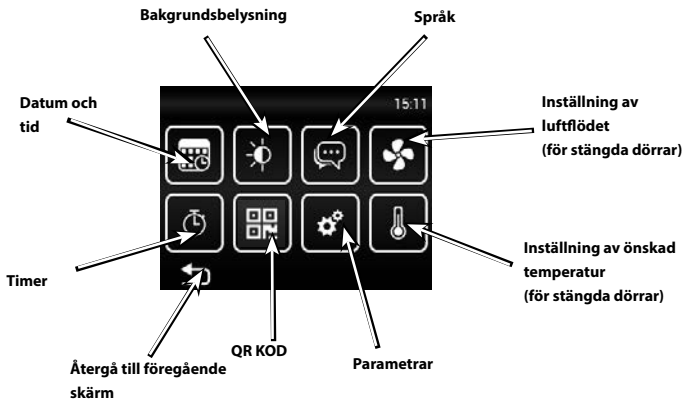 Bakgrundsbelysning
Språk
Datum och
tid
15:11
Inställning av
luftflödet
(för stängda dörrar)
Timer
Inställning av önskad
temperatur
(för stängda dörrar)
QR KOD
Parametrar
Återgå till föregående
skärm